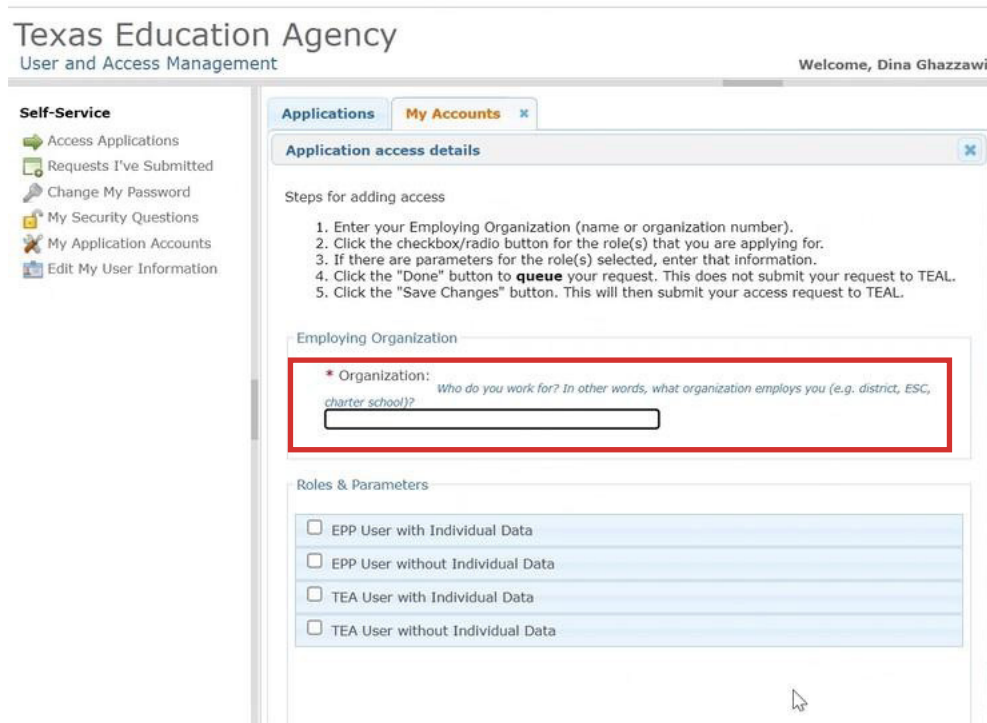 Texas Education Agency
User and Access Management
Welcome, Dina Ghazzawi
Self-Service
Access Applications
Requests I've Submitted
Change My Password
My Security Questions
My Application Accounts
Edit My User Information
Applications
My Accounts
Application access details
Steps for adding access
1. Enter your Employing Organization (name or organization number).
2. Click the checkbox/radio button for the role(s) that you are applying for.
3. If there are parameters for the role(s) selected, enter that information.
4. Click the "Done" button to queue your request. This does not submit your request to TEAL.
5. Click the "Save Changes" button. This will then submit your access request to TEAL.
Employing Organization
* Organization:
Who do you work for? In other words, what organization employs you (e.g. district, ESC,
charter school)?
Roles & Parameters
EPP User with Individual Data
EPP User without Individual Data
TEA User with Individual Data
TEA User without Individual Data